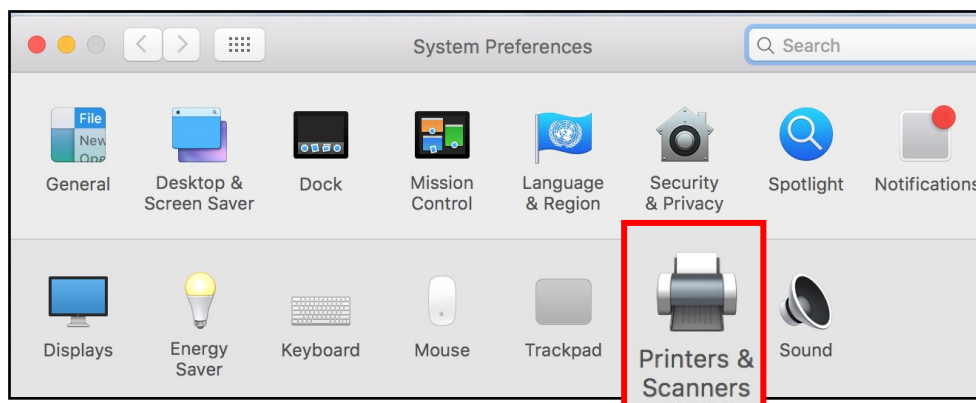 System Preferences
Search
File
New
Ope
General
Desktop &
Screen Saver
Dock
Mission
Control
Language
& Region
Security
& Privacy
Spotlight
Notifications
Displays
Energy
Saver
Keyboard
Mouse
Trackpad
Printers &
Scanners
Sound